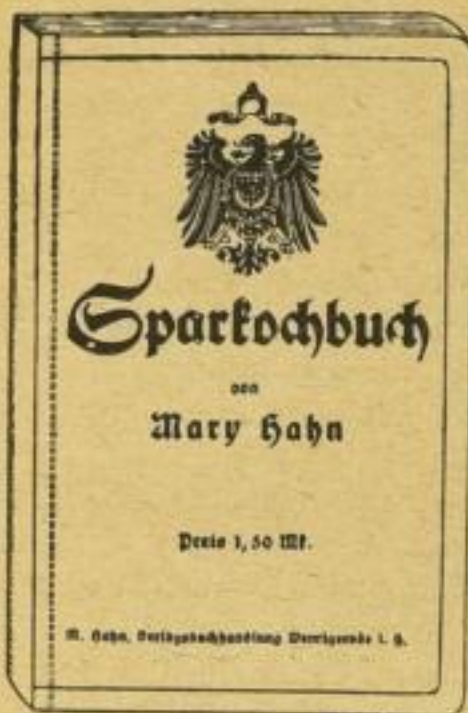 Sparkochbuch
von
Mary Hahn
Preis 1,50 Mk.
M. Hahn, Verlagsbuchhandlung Wernigerode i. H.